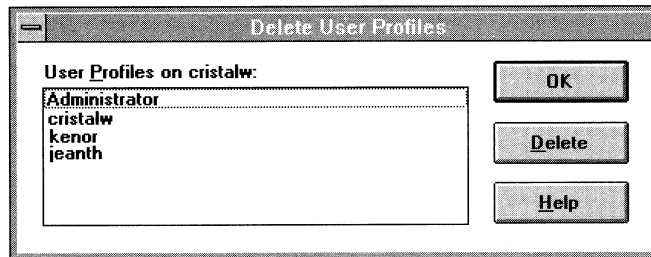 Delete User Profiles
User Profiles on cristalw:
Administrator
cristalw
kenor
jeanth
OK
Delete
Help